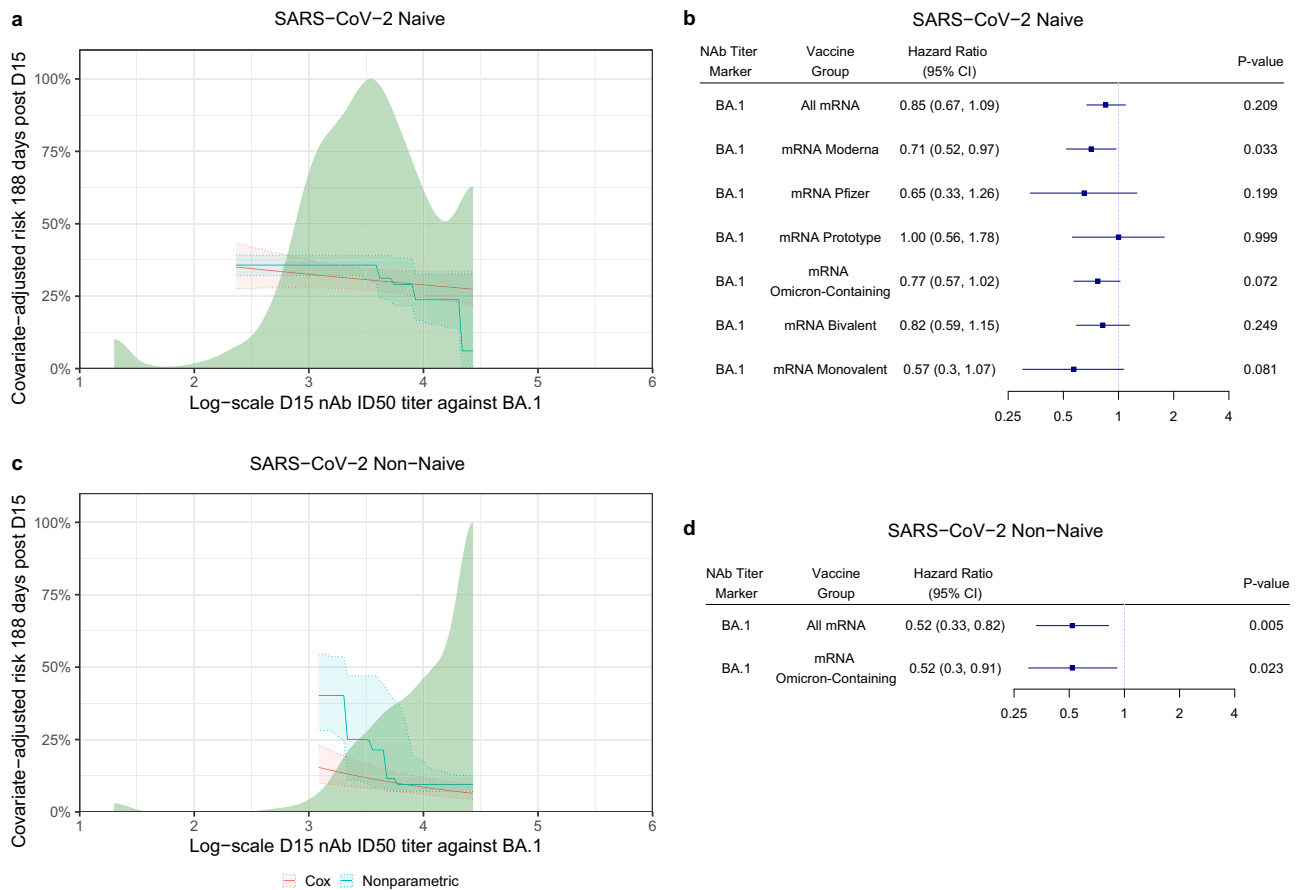 a
SARS−CoV−2 Naive
Covariate−adjusted risk 188 days post D15
100%
75%
50%
25%
0%
1 2 3 4 5 6
Log−scale D15 nAb ID50 titer against BA.1
b
SARS−CoV−2 Naive
NAb Titer Marker Vaccine Group Hazard Ratio (95% CI) P-value
BA.1 All mRNA 0.85 (0.67, 1.09) 0.209
BA.1 mRNA Moderna 0.71 (0.52, 0.97) 0.033
BA.1 mRNA Pfizer 0.65 (0.33, 1.26) 0.199
BA.1 mRNA Prototype 1.00 (0.56, 1.78) 0.999
BA.1 mRNA Omicron-Containing 0.77 (0.57, 1.02) 0.072
BA.1 mRNA Bivalent 0.82 (0.59, 1.15) 0.249
BA.1 mRNA Monovalent 0.57 (0.3, 1.07) 0.081
0.25 0.5 1 2 4
c
SARS−CoV−2 Non−Naive
Covariate−adjusted risk 188 days post D15
100%
75%
50%
25%
0%
1 2 3 4 5 6
Log−scale D15 nAb ID50 titer against BA.1
Cox Nonparametric
d
SARS−CoV−2 Non−Naive
NAb Titer Marker Vaccine Group Hazard Ratio (95% CI) P-value
BA.1 All mRNA 0.52 (0.33, 0.82) 0.005
BA.1 mRNA Omicron-Containing 0.52 (0.3, 0.91) 0.023
0.25 0.5 1 2 4